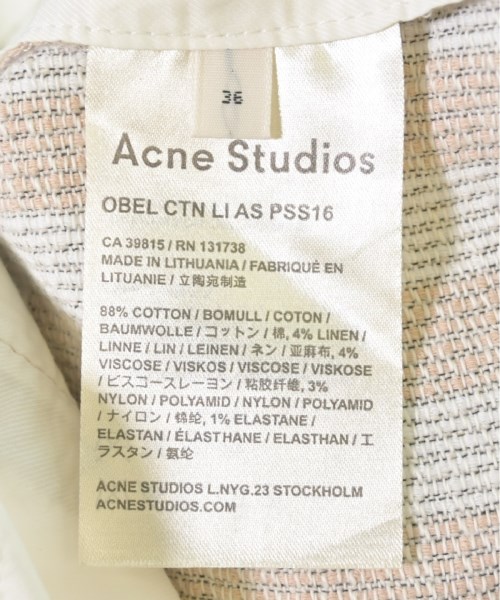 36
Acne Studios
OBEL CTN LI AS PSS16
CA 39815 / RN 131738
MADE IN LITHUANIA / FABRIQUÉ EN
LITUANIE / 立陶宛制造
88% COTTON / BOMULL / COTON /
BAUMWOLLE / コットン / 棉, 4% LINEN /
LINNE / LIN / LEINEN / ネン / 亚麻布, 4%
VISCOSE / VISKOS / VISCOSE / VISKOSE
/ ビスコースレーヨン / 粘胶纤维, 3%
NYLON / POLYAMID / NYLON / POLYAMID
/ ナイロン / 锦纶, 1% ELASTANE /
ELASTAN / ÉLASTHANE / ELASTHAN / エ
ラスタン / 氨纶
ACNE STUDIOS L.NYG.23 STOCKHOLM
ACNESTUDIOS.COM